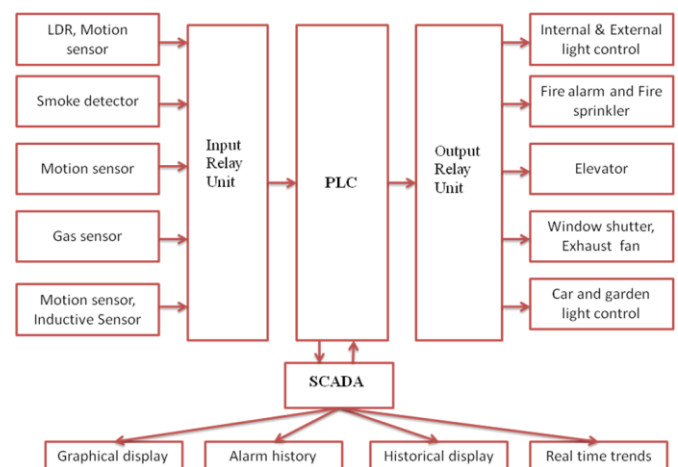 LDR, Motion
sensor
Smoke detector
Motion sensor
Gas sensor
Motion sensor,
Inductive Sensor
Input
Relay
Unit
PLC
Output
Relay
Unit
Internal & External
light control
Fire alarm and Fire
sprinkler
Elevator
Window shutter,
Exhaust fan
Car and garden
light control
SCADA
Graphical display
Alarm history
Historical display
Real time trends